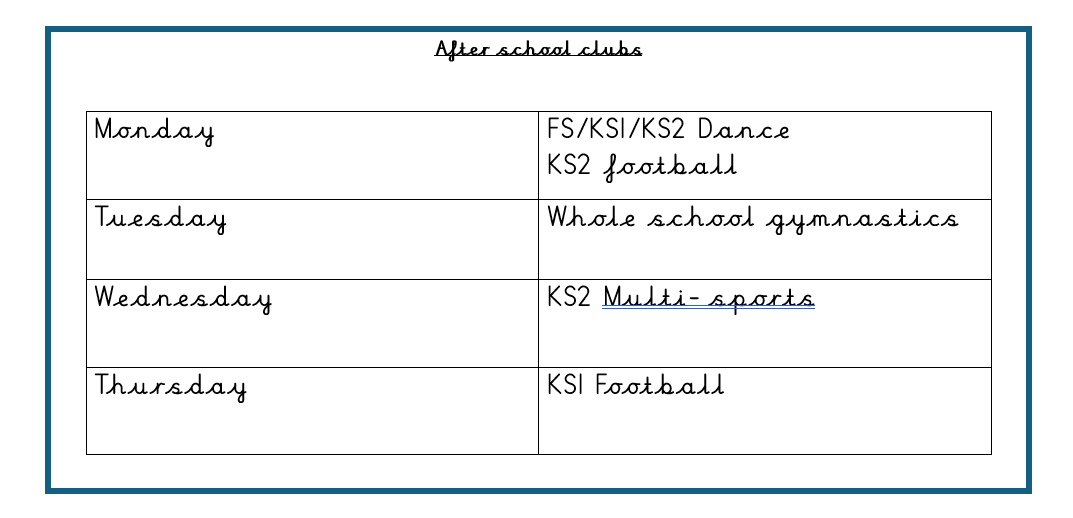 After school clubs
Monday
FS/KS1/KS2 Dance
KS2 football
Tuesday
Whole school gymnastics
Wednesday
KS2 Multi- sports
Thursday
KS1 Football